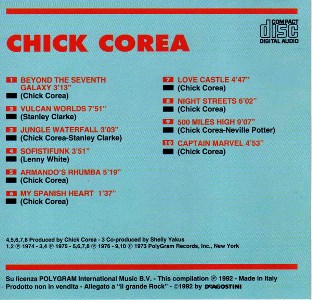 COMPACT
disc
DIGITAL AUDIO
CHICK COREA
1 BEYOND THE SEVENTH
GALAXY 3'13"
(Chick Corea)
2 VULCAN WORLDS 7'51"
(Stanley Clarke)
3 JUNGLE WATERFALL 3'03"
(Chick Corea-Stanley Clarke)
4 SOFISTIFUNK 3'51"
(Lenny White)
5 ARMANDO'S RHUMBA 5'19"
(Chick Corea)
6 MY SPANISH HEART 1'37"
(Chick Corea)
7 LOVE CASTLE 4'47"
(Chick Corea)
8 NIGHT STREETS 6'02"
(Chick Corea)
9 500 MILES HIGH 9'07"
(Chick Corea-Neville Potter)
10 CAPTAIN MARVEL 4'53"
(Chick Corea)
4,5,6,7,8 Produced by Chick Corea - 3 Co-produced by Shelly Yakus
1,2 ℗ 1974 - 3,4 ℗ 1975 - 5,6,7,8 ℗ 1976 - 9,10 ℗ 1973 PolyGram Records, Inc., New York
Su licenza POLYGRAM International Music B.V. - This compilation ℗ 1992 - Made in Italy
Prodotto non in vendita - Allegato a "Il grande Rock" - ©1992 by DeAGOSTINI